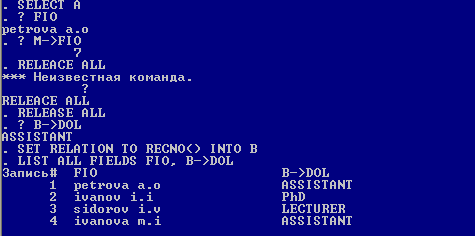 . SELECT A
. ? FIO
petrova a.o
. ? M->FIO
7
. RELEACE ALL
*** Неизвестная команда.
?
RELEACE ALL
. RELEASE ALL
. ? B->DOL
ASSISTANT
. SET RELATION TO RECNO() INTO B
. LIST ALL FIELDS FIO, B->DOL
Запись# FIO B->DOL
1 petrova a.o ASSISTANT
2 ivanov i.i PhD
3 sidorov i.v LECTURER
4 ivanova m.i ASSISTANT